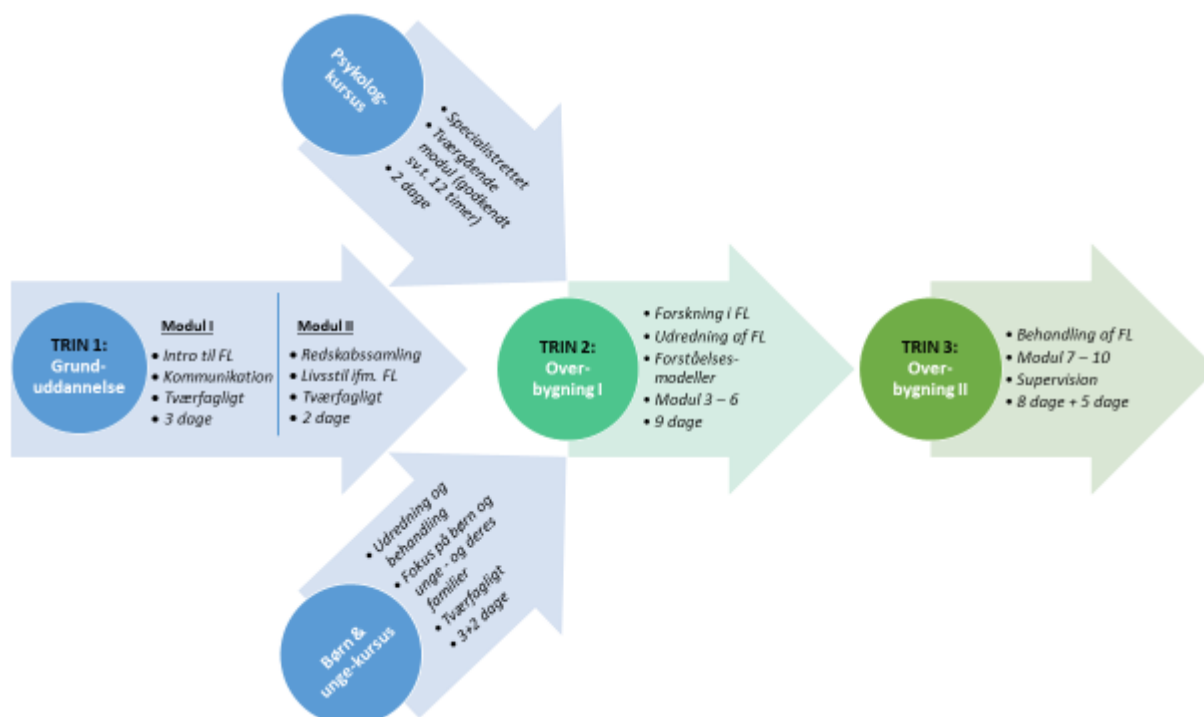 Psykolog-
kursus
• Specialistrettet
• Tværgående
modul (godkendt
sv.t. 12 timer)
• 2 dage
TRIN 1:
Grund-
uddannelse
Modul I
• Intro til FL
• Kommunikation
• Tværfagligt
• 3 dage
Modul II
• Redskabssamling
• Livsstil ifm. FL
• Tværfagligt
• 2 dage
TRIN 2:
Over-
bygning I
• Forskning i FL
• Udredning af FL
• Forståelses-
modeller
• Modul 3 – 6
• 9 dage
TRIN 3:
Over-
bygning II
• Behandling af FL
• Modul 7 – 10
• Supervision
• 8 dage + 5 dage
Børn &
unge-kursus
• Udredning og
behandling
• Fokus på børn og
unge - og deres
familier
• Tværfagligt
• 3+2 dage